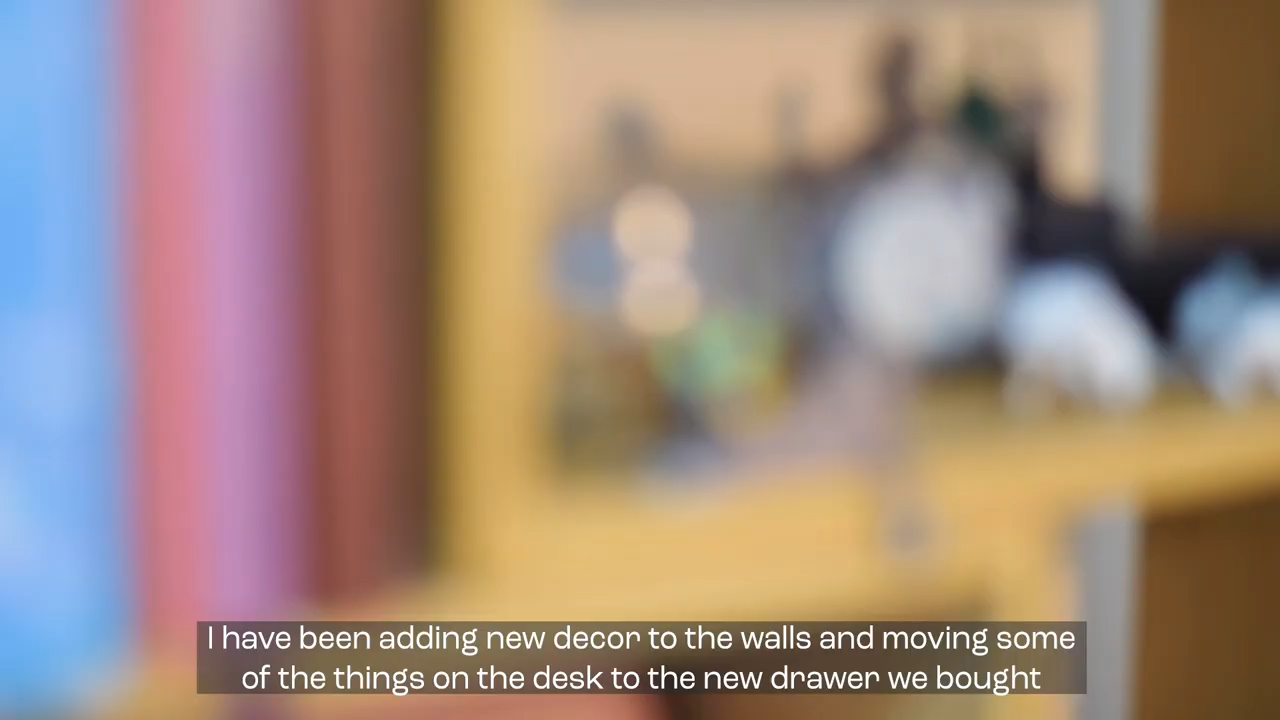 I have been adding new decor to the walls and moving some
of the things on the desk to the new drawer we bought